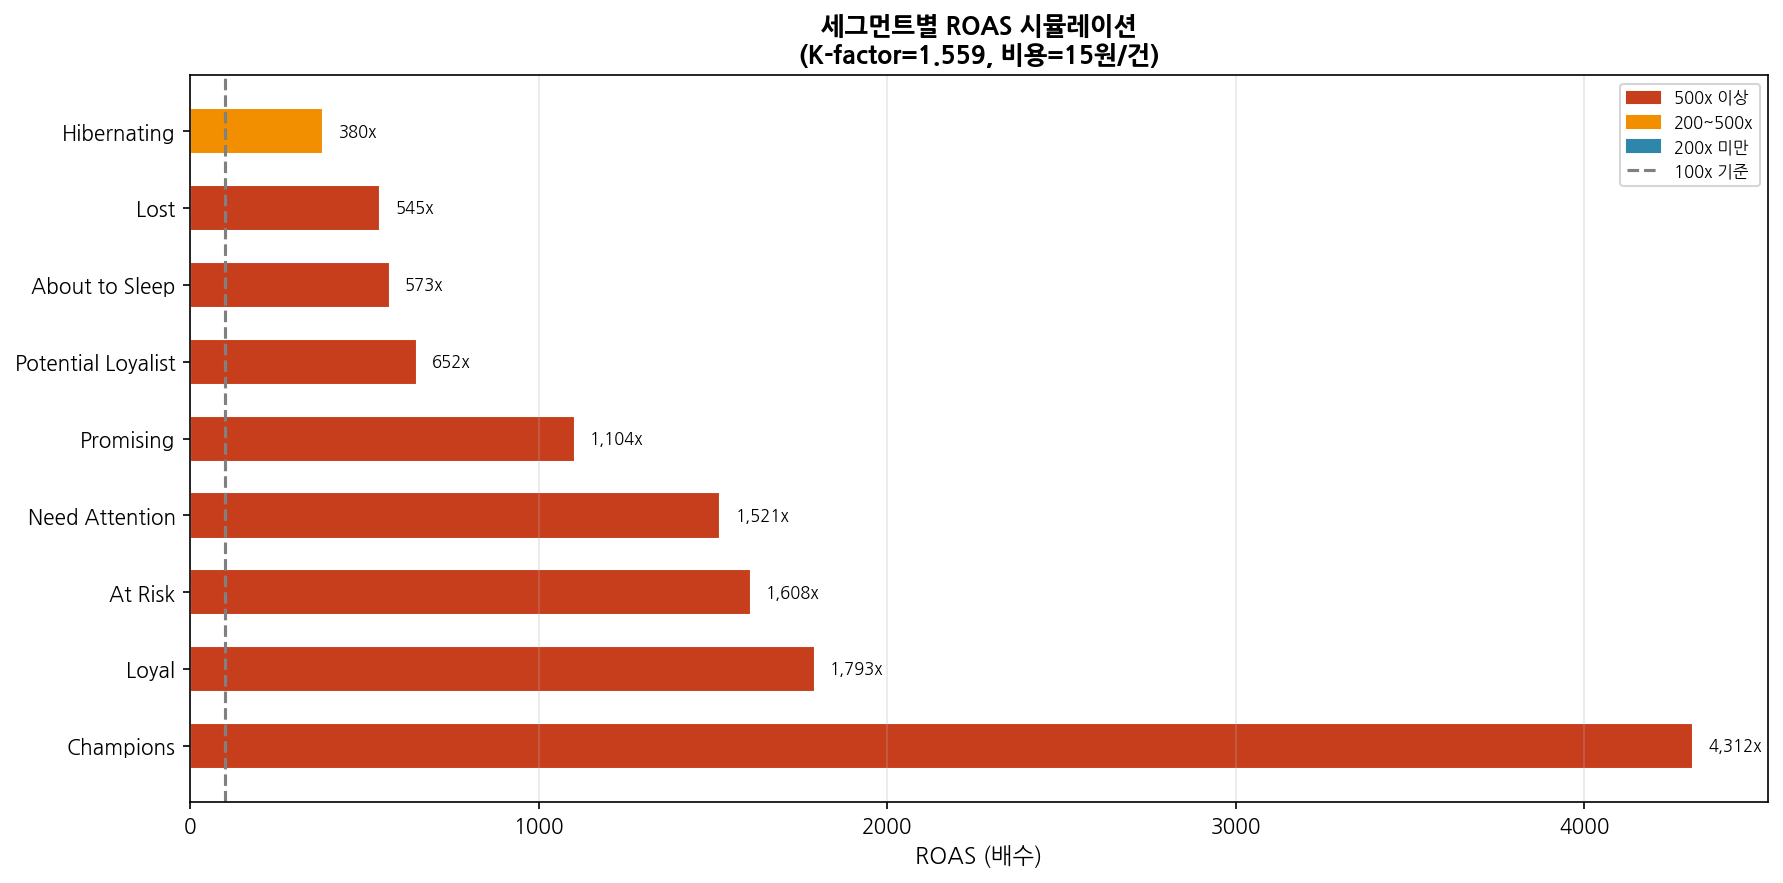 세그먼트별 ROAS 시뮬레이션
(K-factor=1.559, 비용=15원/건)
500x 이상
200~500x
200x 미만
100x 기준
Hibernating
380x
Lost
545x
About to Sleep
573x
Potential Loyalist
652x
Promising
1,104x
Need Attention
1,521x
At Risk
1,608x
Loyal
1,793x
Champions
4,312x
0 1000 2000 3000 4000
ROAS (배수)